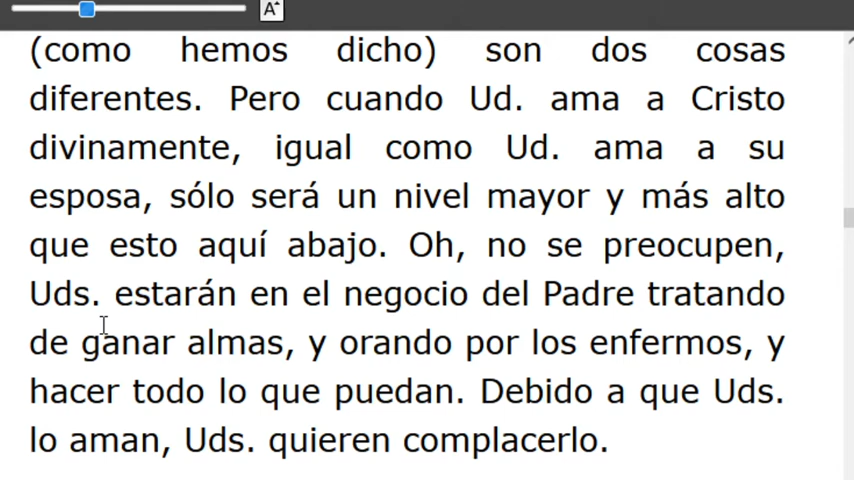 A
(como hemos dicho) son dos cosas
diferentes. Pero cuando Ud. ama a Cristo
divinamente, igual como Ud. ama a su
esposa, sólo será un nivel mayor y más alto
que esto aquí abajo. Oh, no se preocupen,
Uds. estarán en el negocio del Padre tratando
de ganar almas, y orando por los enfermos, y
hacer todo lo que puedan. Debido a que Uds.
lo aman, Uds. quieren complacerlo.